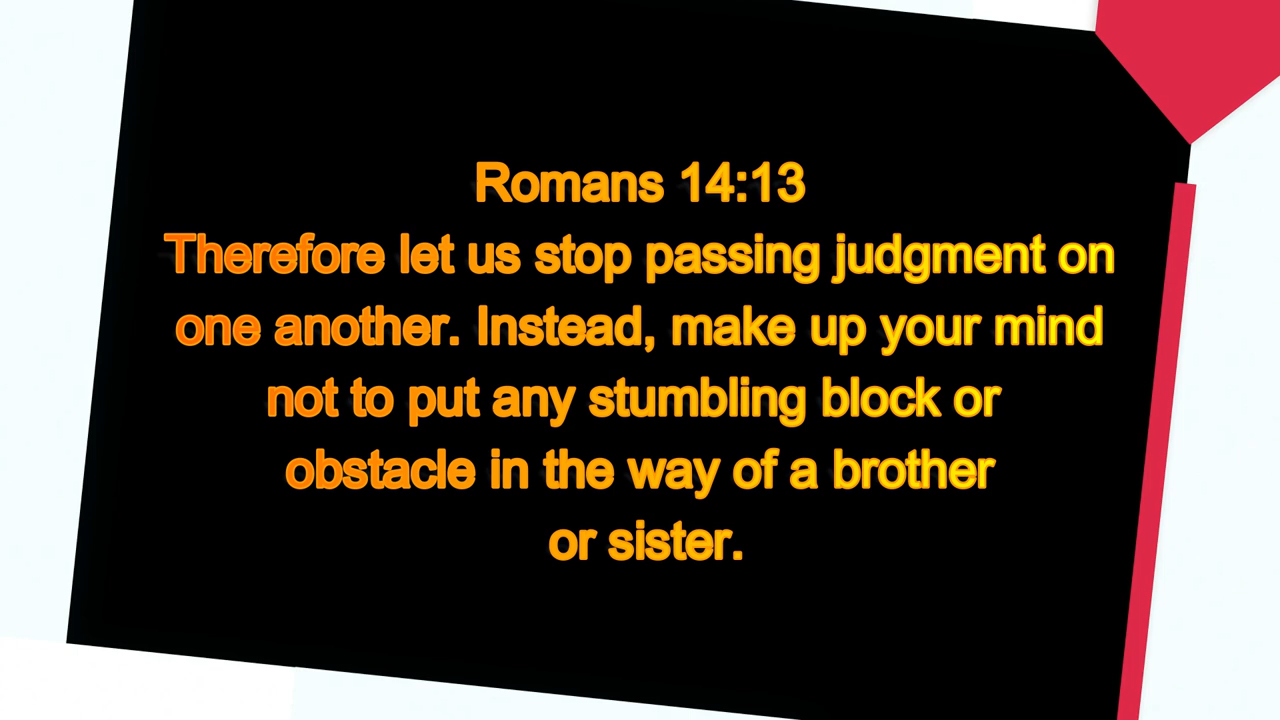 Romans 14:13
Therefore let us stop passing judgment on
one another. Instead, make up your mind
not to put any stumbling block or
obstacle in the way of a brother
or sister.